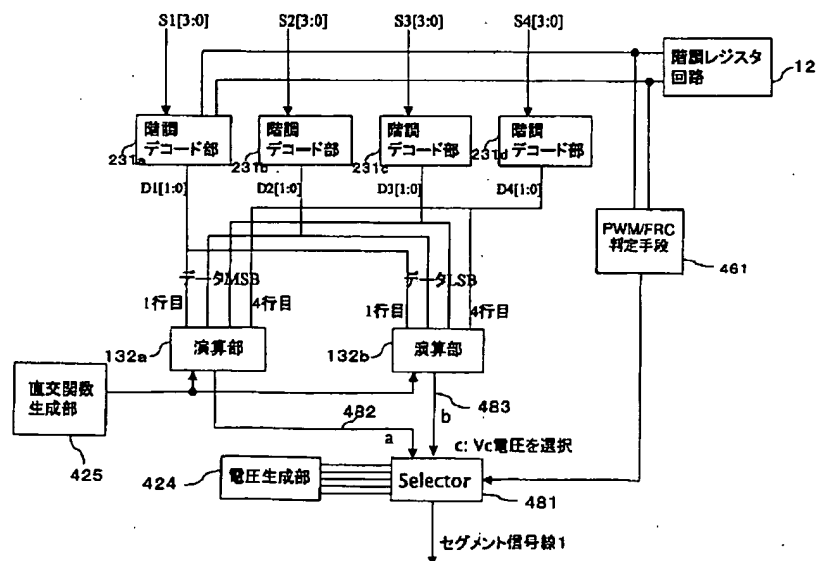 S1[3:0]
S2[3:0]
S3[3:0]
S4[3:0]
階調レジスタ
回路
12
階調
デコード部
231a
階調
デコード部
231b
階調
デコード部
231c
階調
デコード部
231d
D1[1:0]
D2[1:0]
D3[1:0]
D4[1:0]
PWM/FRC
判定手段
461
データMSB
データLSB
1行目
4行目
1行目
4行目
132a
演算部
132b
演算部
直交関数
生成部
425
482
483
a
b
c: Vc電圧を選択
424
電圧生成部
Selector
481
セグメント信号線1